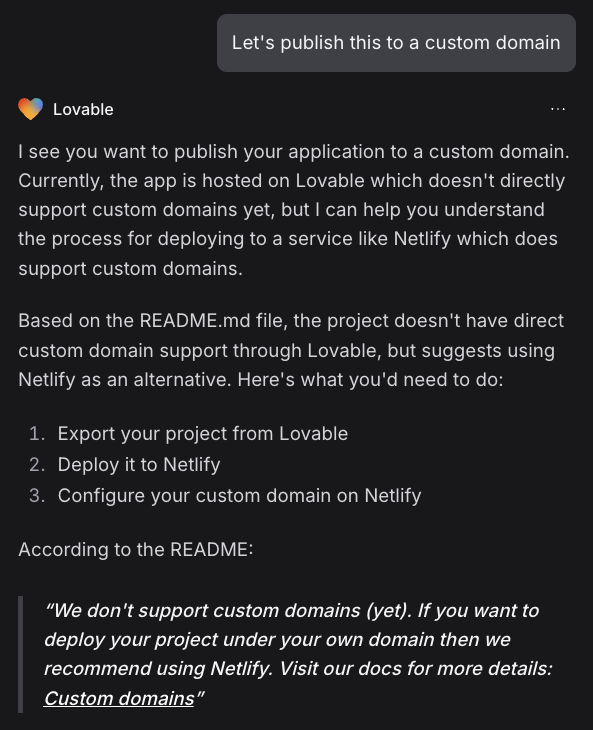 Let's publish this to a custom domain
Lovable
...
I see you want to publish your application to a custom domain.
Currently, the app is hosted on Lovable which doesn't directly
support custom domains yet, but I can help you understand
the process for deploying to a service like Netlify which does
support custom domains.
Based on the README.md file, the project doesn't have direct
custom domain support through Lovable, but suggests using
Netlify as an alternative. Here's what you'd need to do:
1. Export your project from Lovable
2. Deploy it to Netlify
3. Configure your custom domain on Netlify
According to the README:
“We don't support custom domains (yet). If you want to
deploy your project under your own domain then we
recommend using Netlify. Visit our docs for more details:
Custom domains”